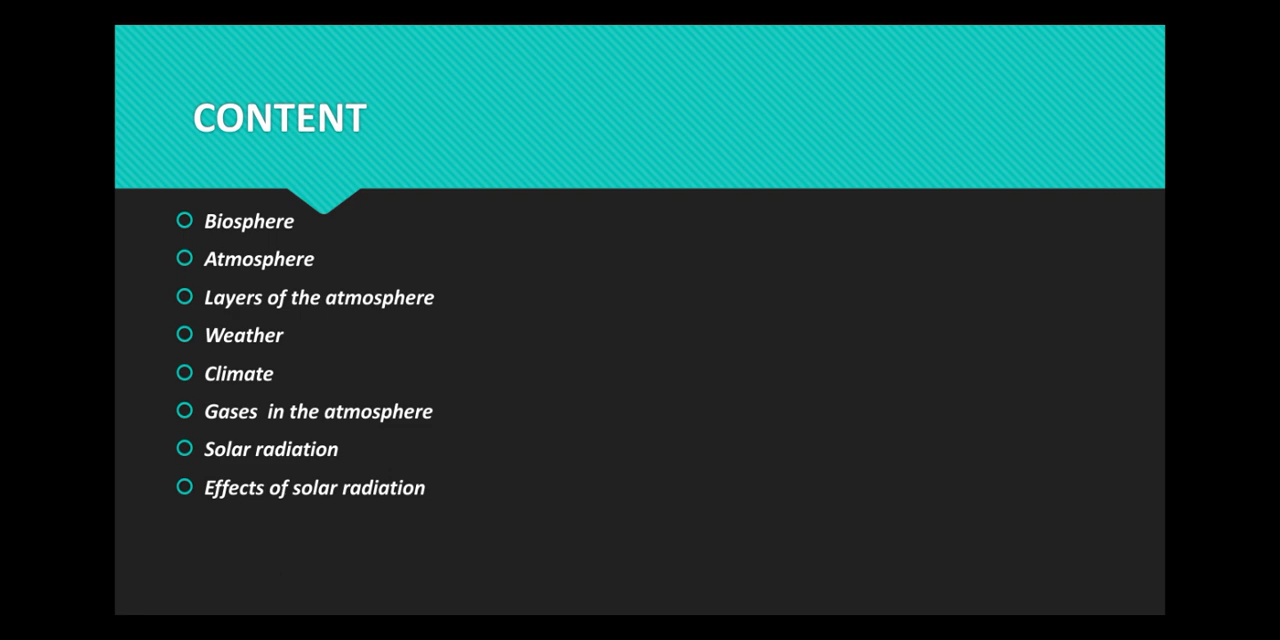 CONTENT
Biosphere
Atmosphere
Layers of the atmosphere
Weather
Climate
Gases  in the atmosphere
Solar radiation
Effects of solar radiation